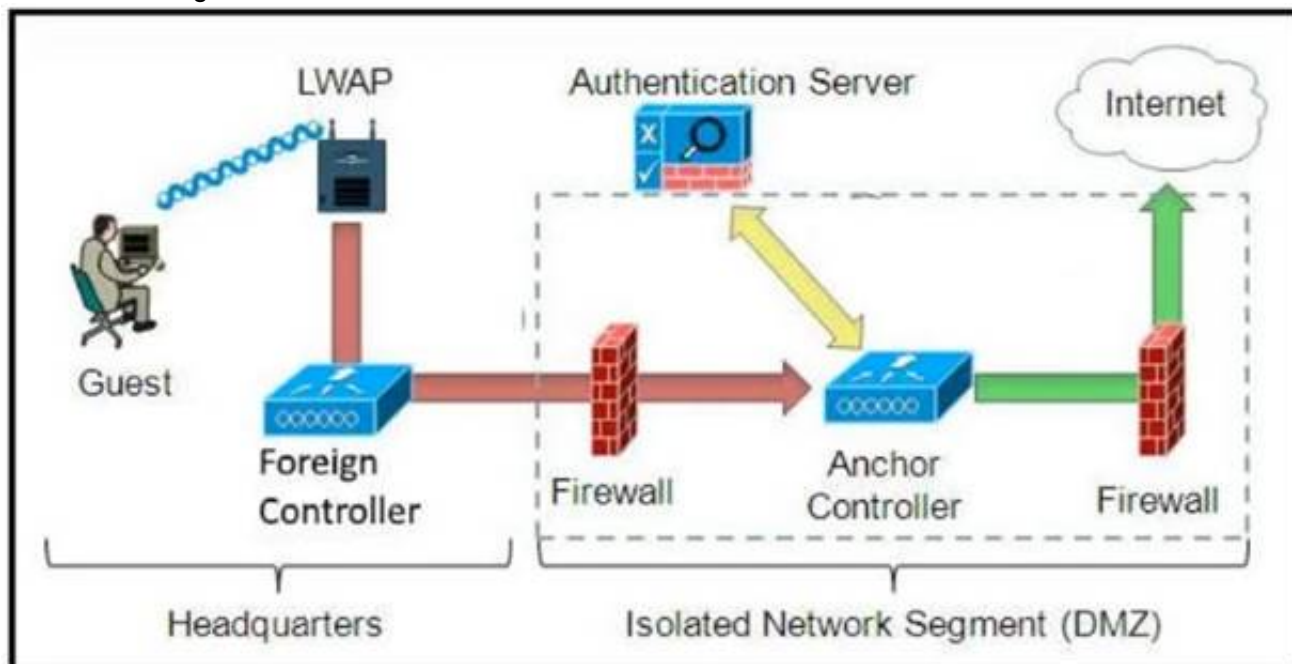 LWAP
Authentication Server
Internet
Guest
Foreign
Controller
Firewall
Anchor
Controller
Firewall
Headquarters
Isolated Network Segment (DMZ)